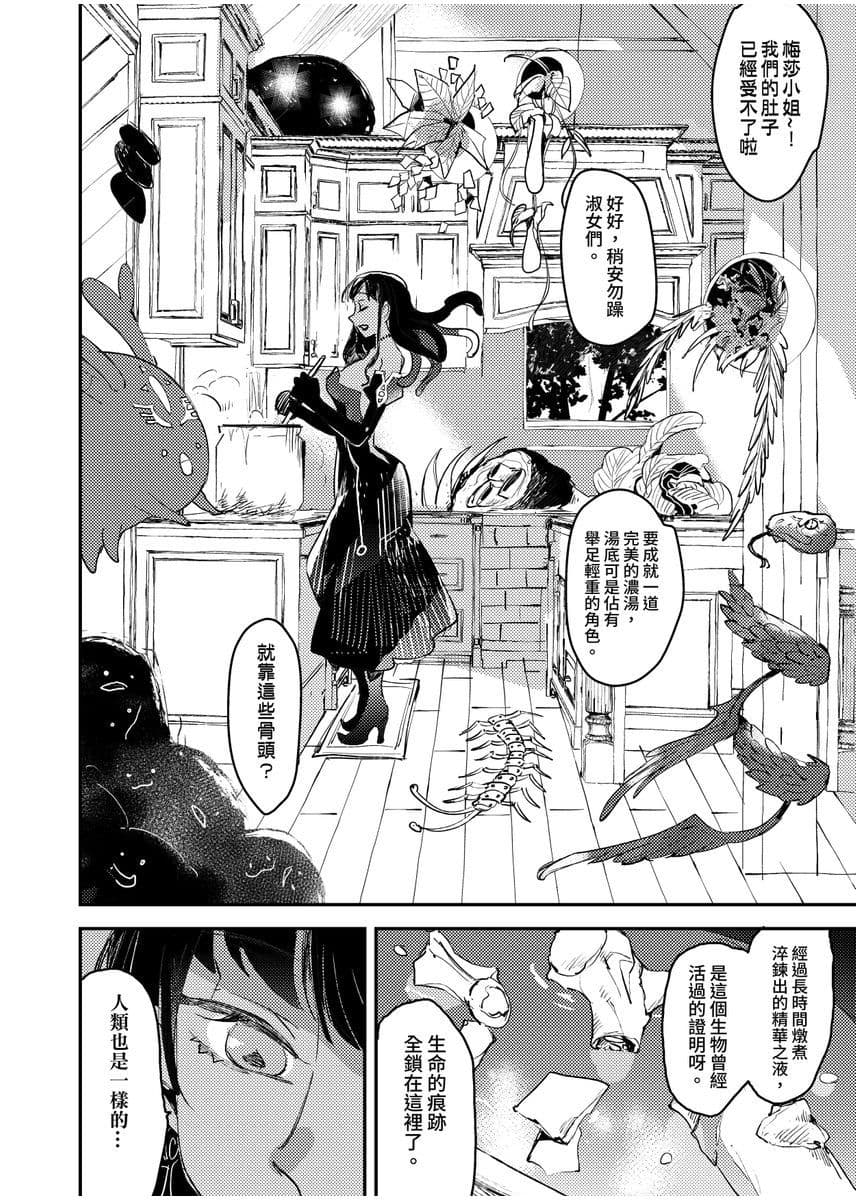 梅莎小姐~！
我們的肚子
已經受不了啦
好好，稍安勿躁
淑女們。
要成就一道
完美的濃湯，
湯底可是佔有
舉足輕重的角色。
就靠這些骨頭？
經過長時間燉煮
淬鍊出的精華之液，
是這個生物曾經
活過的證明呀。
生命的痕跡
全鎖在這裡了。
人類也是一樣的…